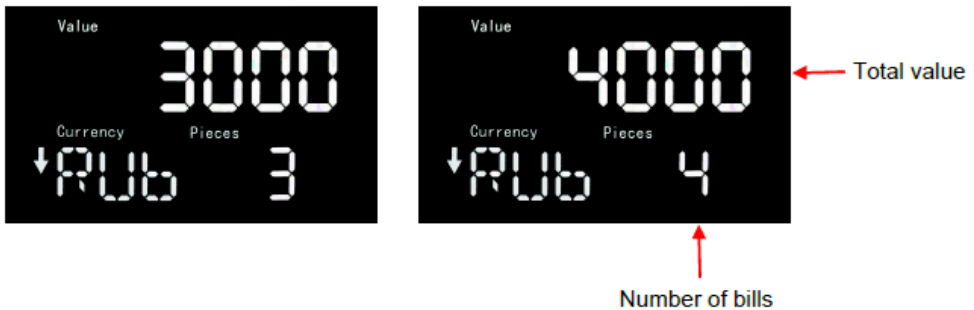 Value
3000
Currency Pieces
RUb 3
Value
4000
Currency Pieces
RUb 4
Total value
Number of bills